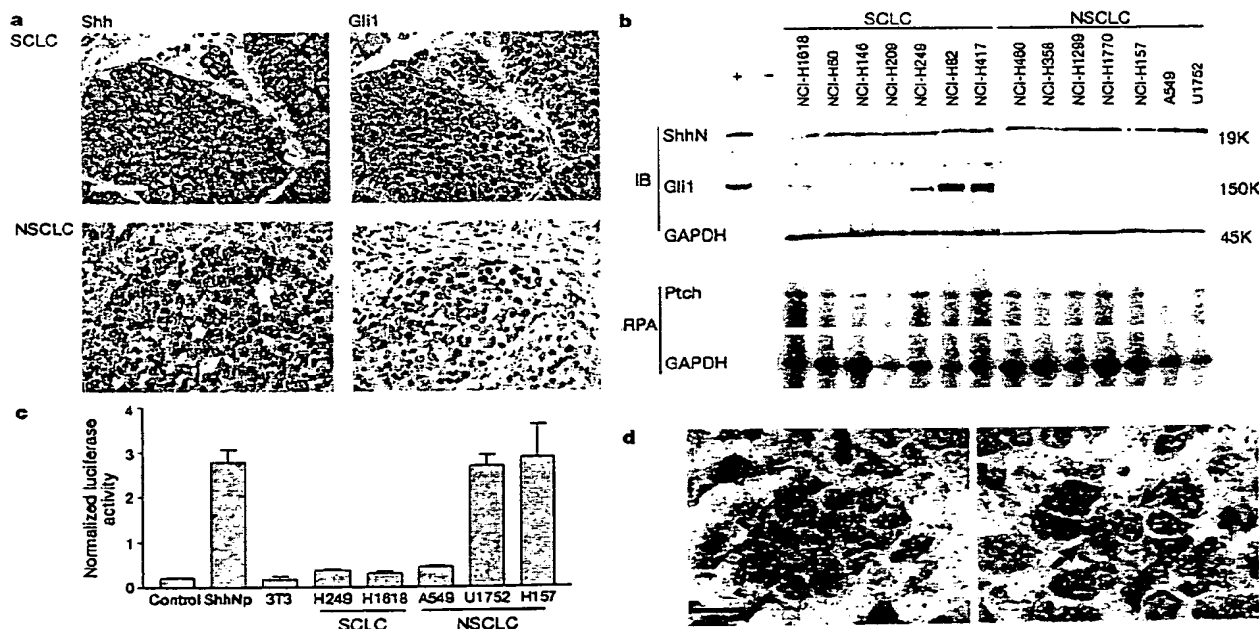 a
Shh
Gli1
SCLC
NSCLC
b
SCLC
NSCLC
+
−
NCI-H1618
NCI-H60
NCI-H146
NCI-H209
NCI-H249
NCI-H82
NCI-H417
NCI-H460
NCI-H358
NCI-H1299
NCI-H1770
NCI-H157
A549
U1752
IB
ShhN
19K
Gli1
150K
GAPDH
45K
RPA
Ptch
GAPDH
c
Normalized luciferase
activity
4
3
2
1
0
Control ShhNp 3T3 H249 H1618 A549 U1752 H157
SCLC
NSCLC
d